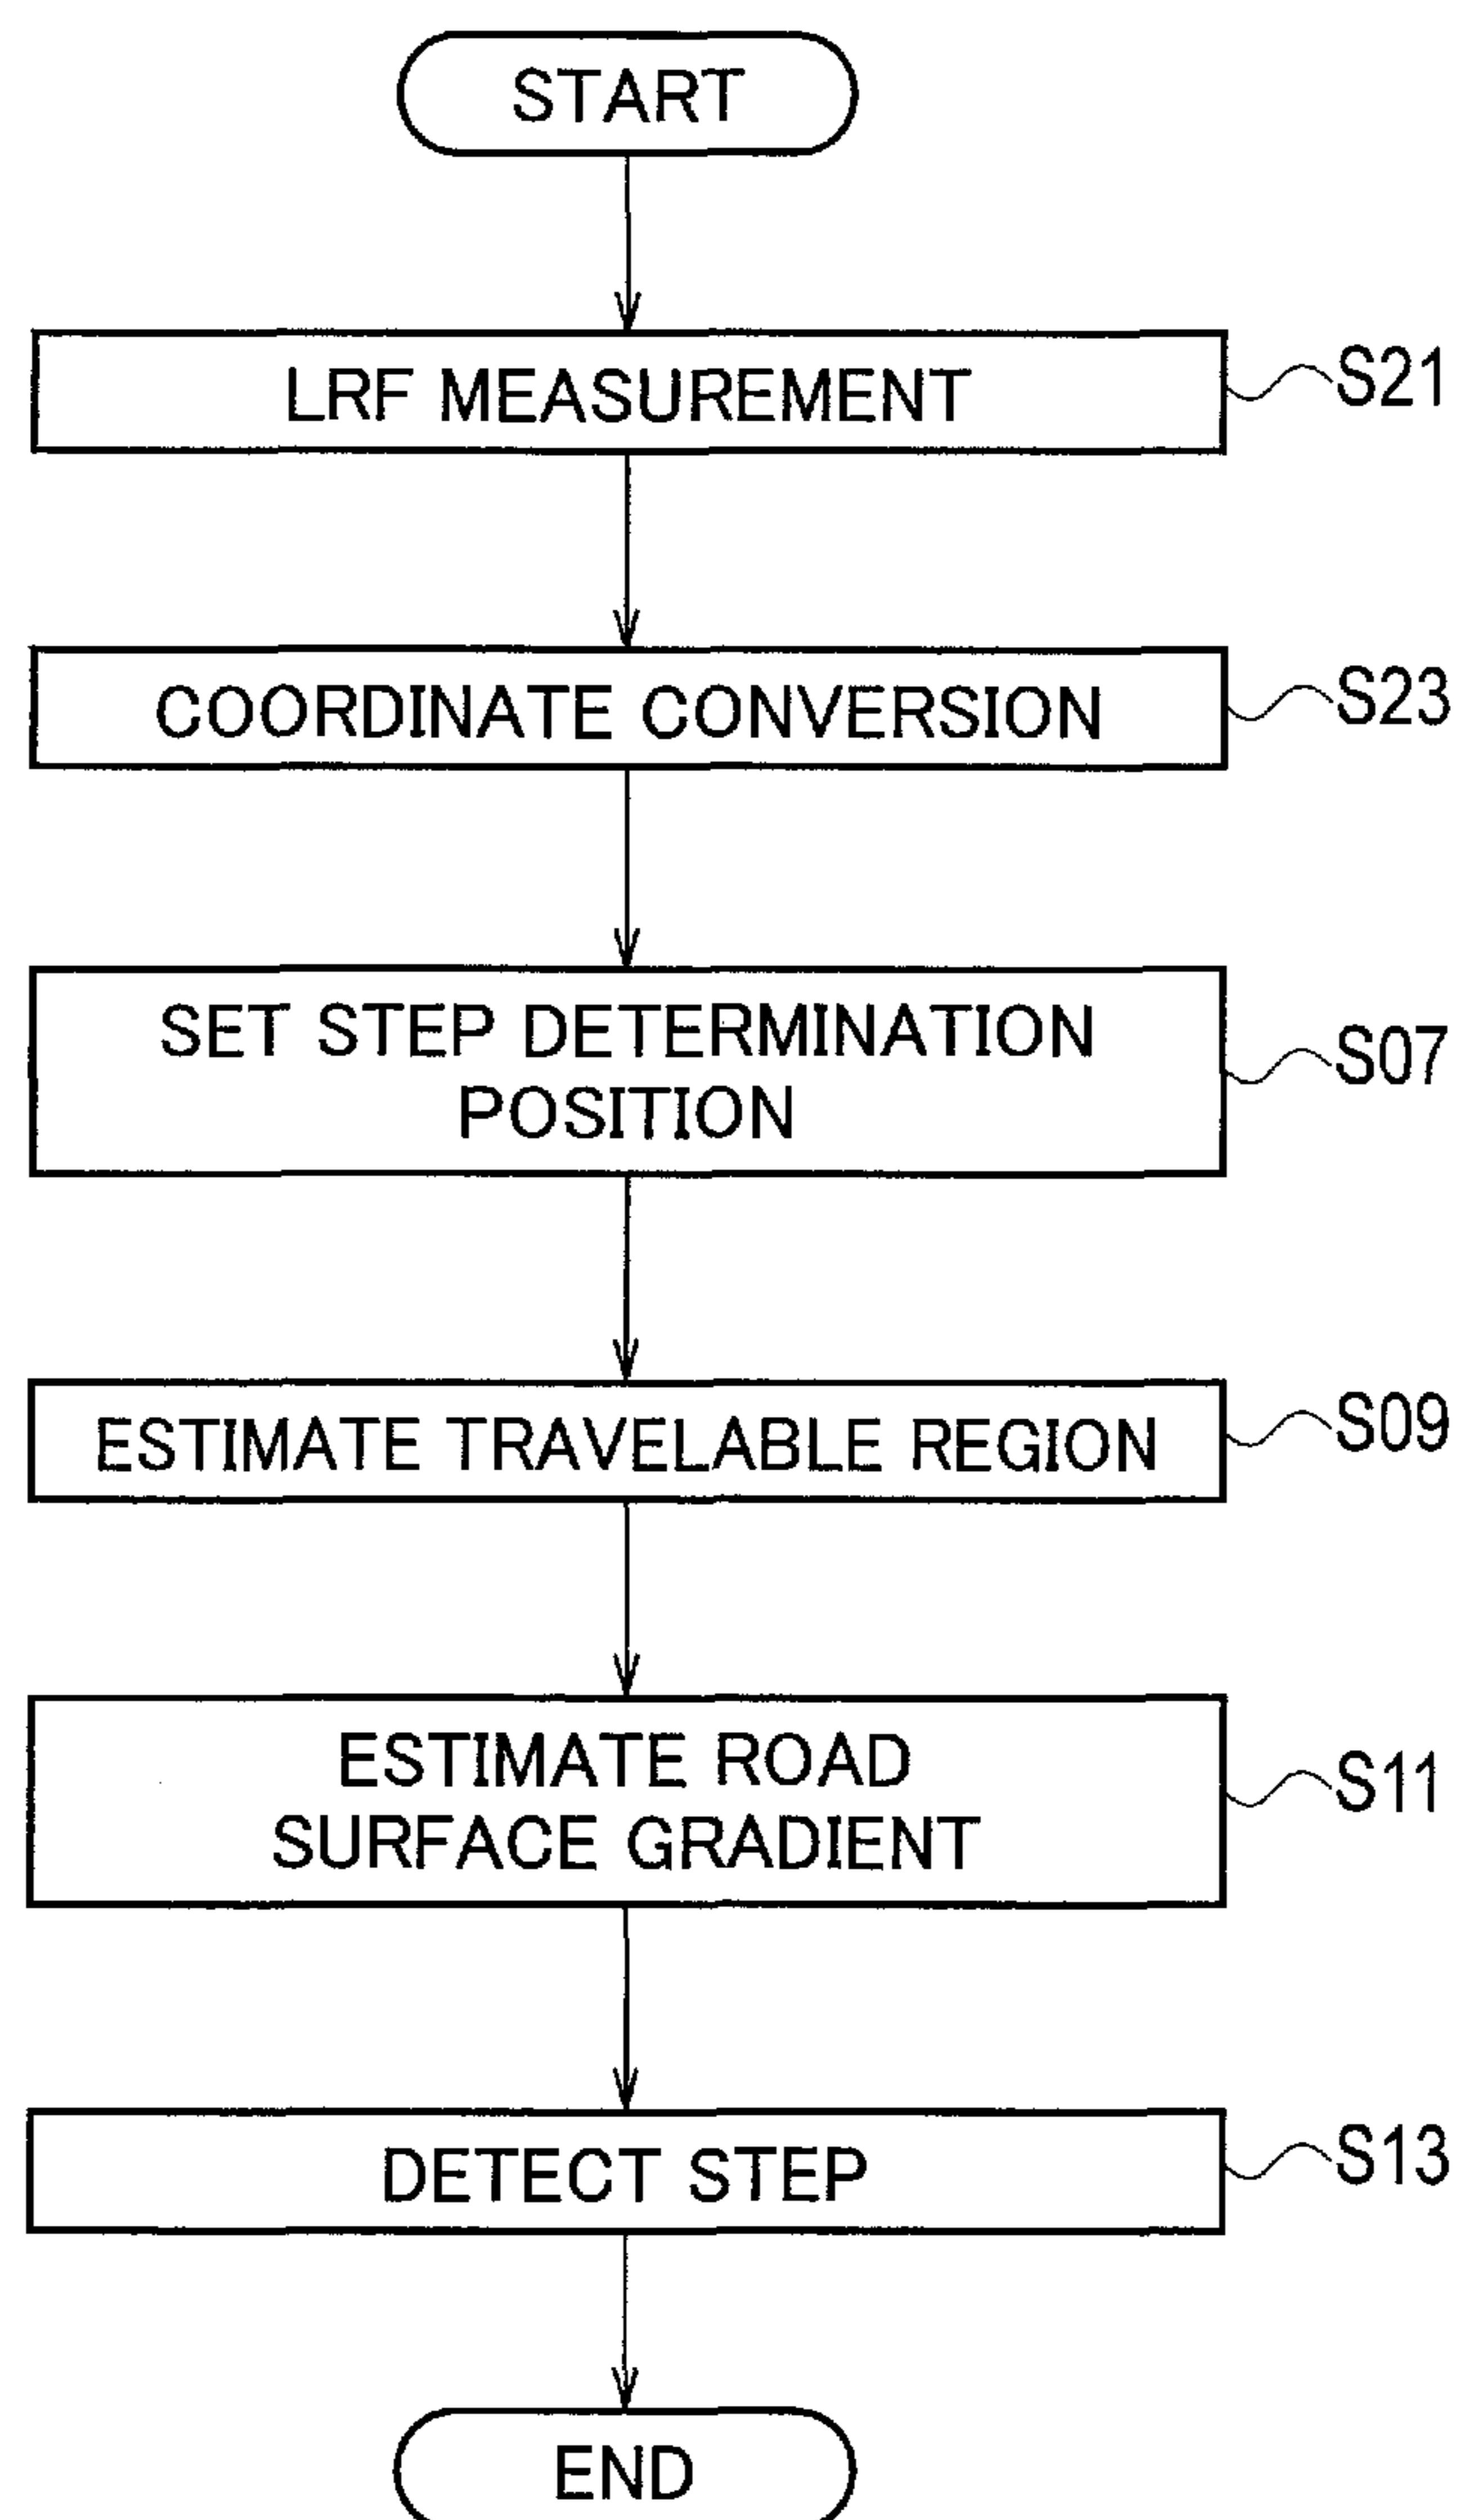 START
LRF MEASUREMENT
S21
COORDINATE CONVERSION
S23
SET STEP DETERMINATION
POSITION
S07
ESTIMATE TRAVELABLE REGION
S09
ESTIMATE ROAD
SURFACE GRADIENT
S11
DETECT STEP
S13
END